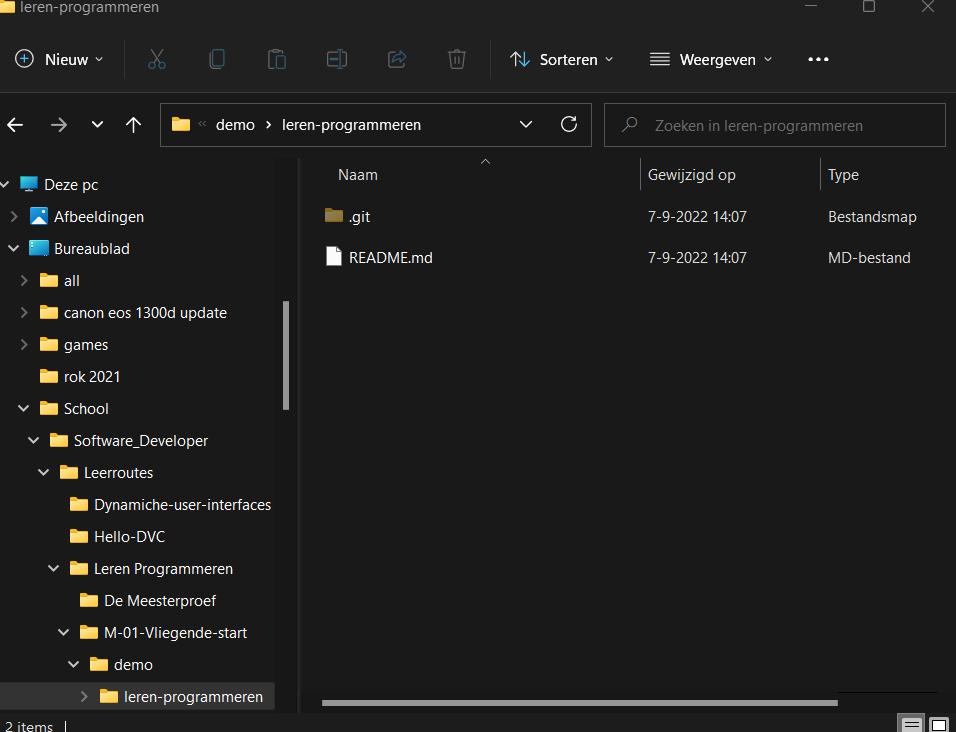 leren-programmeren
Nieuw
Sorteren
Weergeven
demo › leren-programmeren
Zoeken in leren-programmeren
Naam
Gewijzigd op
Type
.git
7-9-2022 14:07
Bestandsmap
README.md
7-9-2022 14:07
MD-bestand
Deze pc
Afbeeldingen
Bureaublad
all
canon eos 1300d update
games
rok 2021
School
Software_Developer
Leerroutes
Dynamiche-user-interfaces
Hello-DVC
Leren Programmeren
De Meesterproef
M-01-Vliegende-start
demo
leren-programmeren
2 items